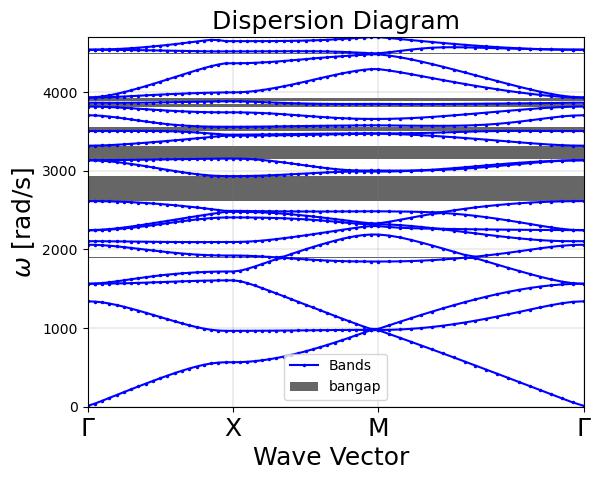 Dispersion Diagram
ω [rad/s]
4000
3000
2000
1000
0
Bands
bangap
Γ X M Γ
Wave Vector